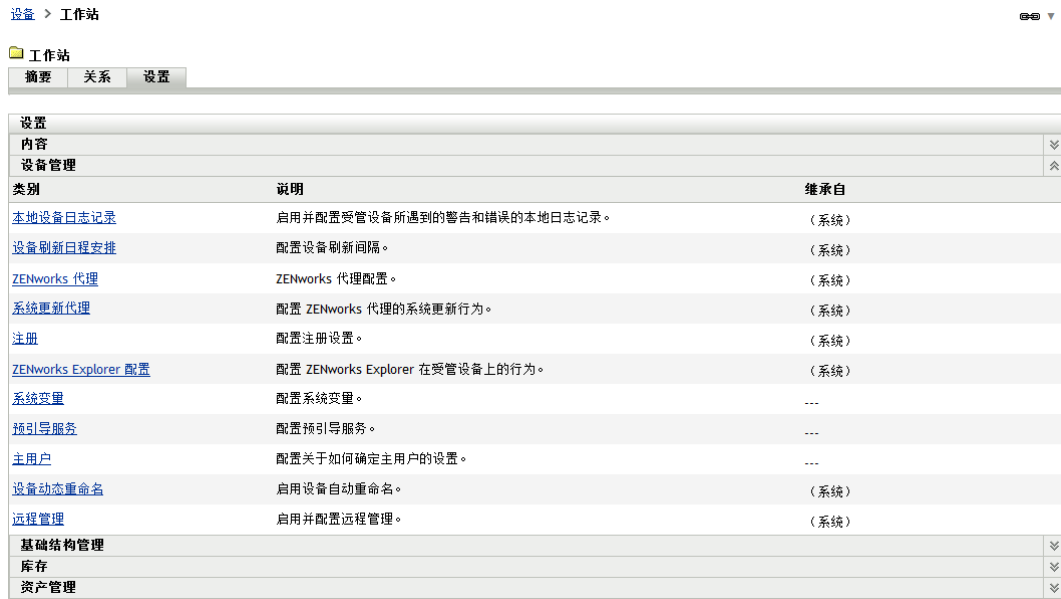 设备 > 工作站
工作站
摘要 关系 设置
设置
内容
设备管理
类别 说明 继承自
本地设备日志记录 启用并配置受管设备所遇到的警告和错误的本地日志记录。 （系统）
设备刷新日程安排 配置设备刷新间隔。 （系统）
ZENworks 代理 ZENworks 代理配置。 （系统）
系统更新代理 配置 ZENworks 代理的系统更新行为。 （系统）
注册 配置注册设置。 （系统）
ZENworks Explorer 配置 配置 ZENworks Explorer 在受管设备上的行为。 （系统）
系统变量 配置系统变量。 ---
预引导服务 配置预引导服务。 ---
主用户 配置关于如何确定主用户的设置。 ---
设备动态重命名 启用设备自动重命名。 （系统）
远程管理 启用并配置远程管理。 （系统）
基础结构管理
库存
资产管理